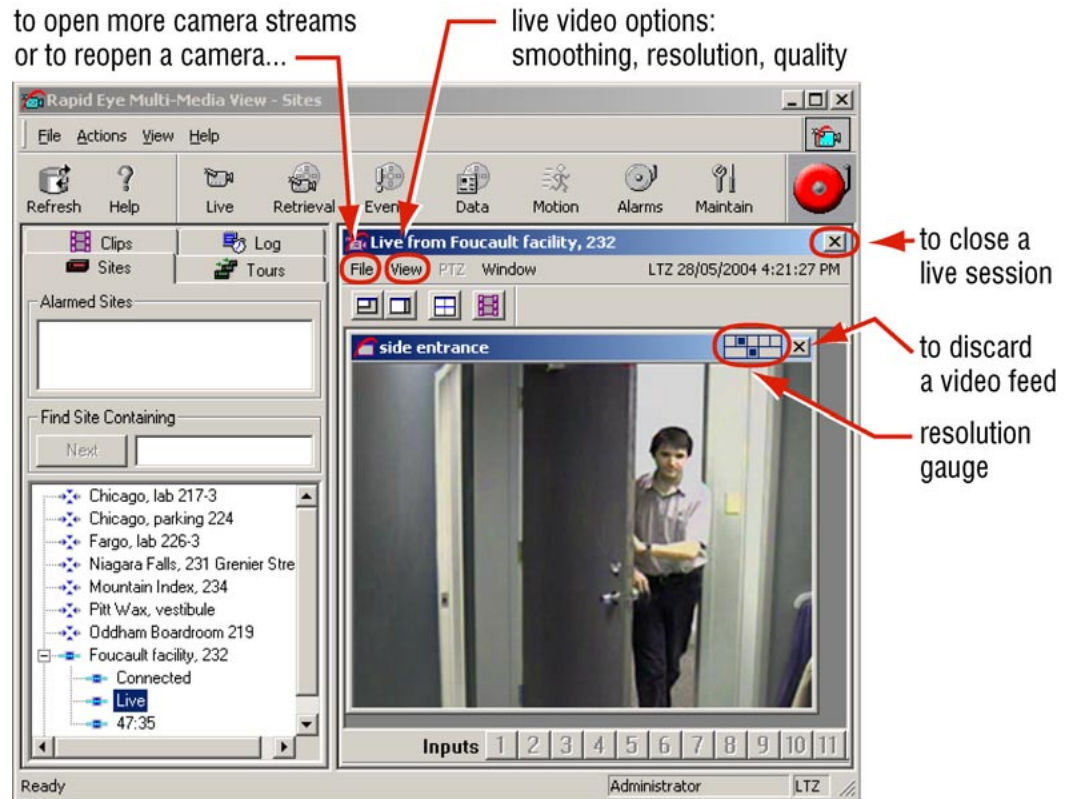 to open more camera streams
or to reopen a camera...
live video options:
smoothing, resolution, quality
Rapid Eye Multi-Media View - Sites
File Actions View Help
Refresh Help Live Retrieval Event Data Motion Alarms Maintain
Clips Log
Sites Tours
Alarmed Sites
Find Site Containing
Next
Chicago, lab 217-3
Chicago, parking 224
Fargo, lab 226-3
Niagara Falls, 231 Grenier Stre
Mountain Index, 234
Pitt Wax, vestibule
Oddham Boardroom 219
Foucault facility, 232
Connected
Live
47:35
Live from Foucault facility, 232
File View PTZ Window LTZ 28/05/2004 4:21:27 PM
side entrance
Inputs 1 2 3 4 5 6 7 8 9 10 11
Ready Administrator LTZ
to close a
live session
to discard
a video feed
resolution
gauge